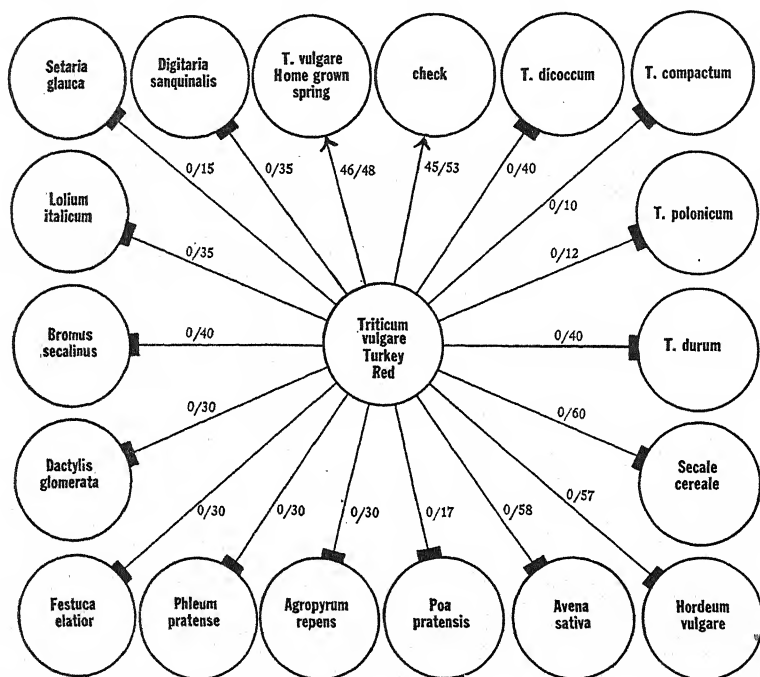 Setaria
glauca
Digitaria
sanquinalis
T. vulgare
Home grown
spring
check
T. dicoccum
T. compactum
0/15
0/35
46/48
45/53
0/40
0/10
Lolium
italicum
0/35
0/12
T. polonicum
Bromus
secalinus
0/40
Triticum
vulgare
Turkey
Red
0/40
T. durum
Dactylis
glomerata
0/30
0/60
Secale
cereale
0/30
0/30
0/30
0/17
0/58
0/57
Festuca
elatior
Phleum
pratense
Agropyrum
repens
Poa
pratensis
Avena
sativa
Hordeum
vulgare